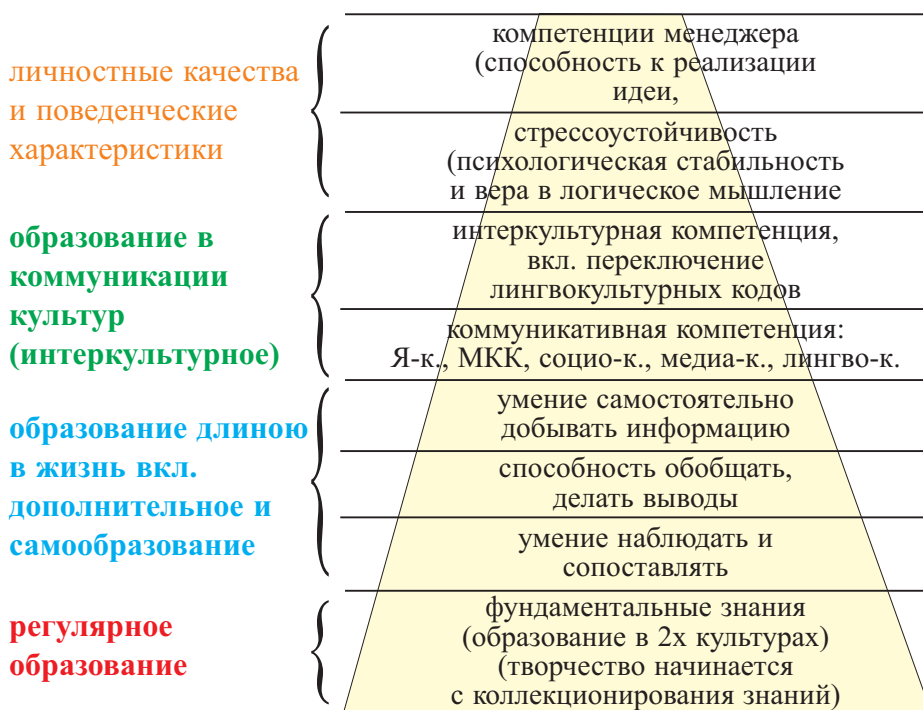 личностные качества
и поведенческие
характеристики
компетенции менеджера
(способность к реализации
идеи,
стрессоустойчивость
(психологическая стабильность
и вера в логическое мышление
образование в
коммуникации
культур
(интеркультурное)
интеркультурная компетенция,
вкл. переключение
лингвокультурных кодов
коммуникативная компетенция:
Я-к., МКК, социо-к., медиа-к., лингво-к.
образование длиною
в жизнь вкл.
дополнительное и
самообразование
умение самостоятельно
добывать информацию
способность обобщать,
делать выводы
умение наблюдать и
сопоставлять
регулярное
образование
фундаментальные знания
(образование в 2х культурах)
(творчество начинается
с коллекционирования знаний)